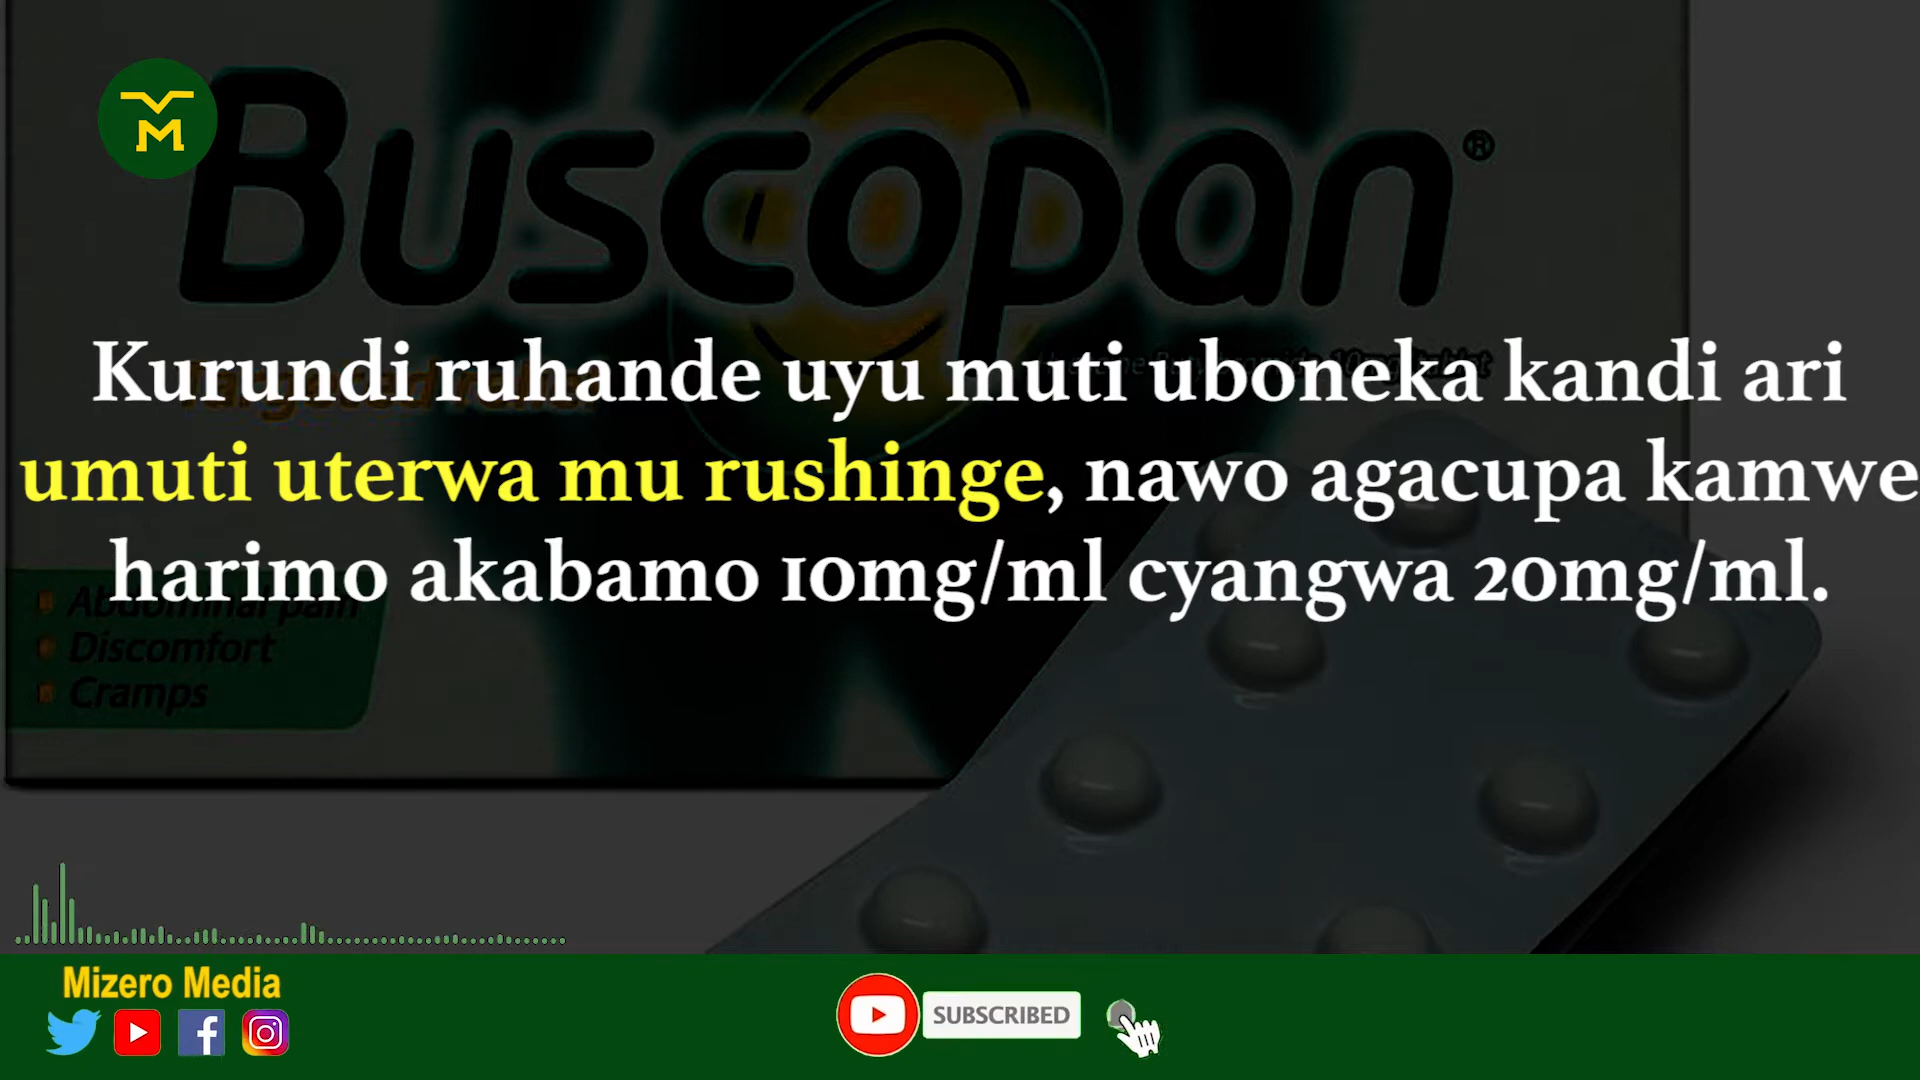 Buscopan®
Kurundi ruhande uyu muti uboneka kandi ari
umuti uterwa mu rushinge, nawo agacupa kamwe
harimo akabamo 10mg/ml cyangwa 20mg/ml.
Abdominal pain
Discomfort
Cramps
Mizero Media
SUBSCRIBED